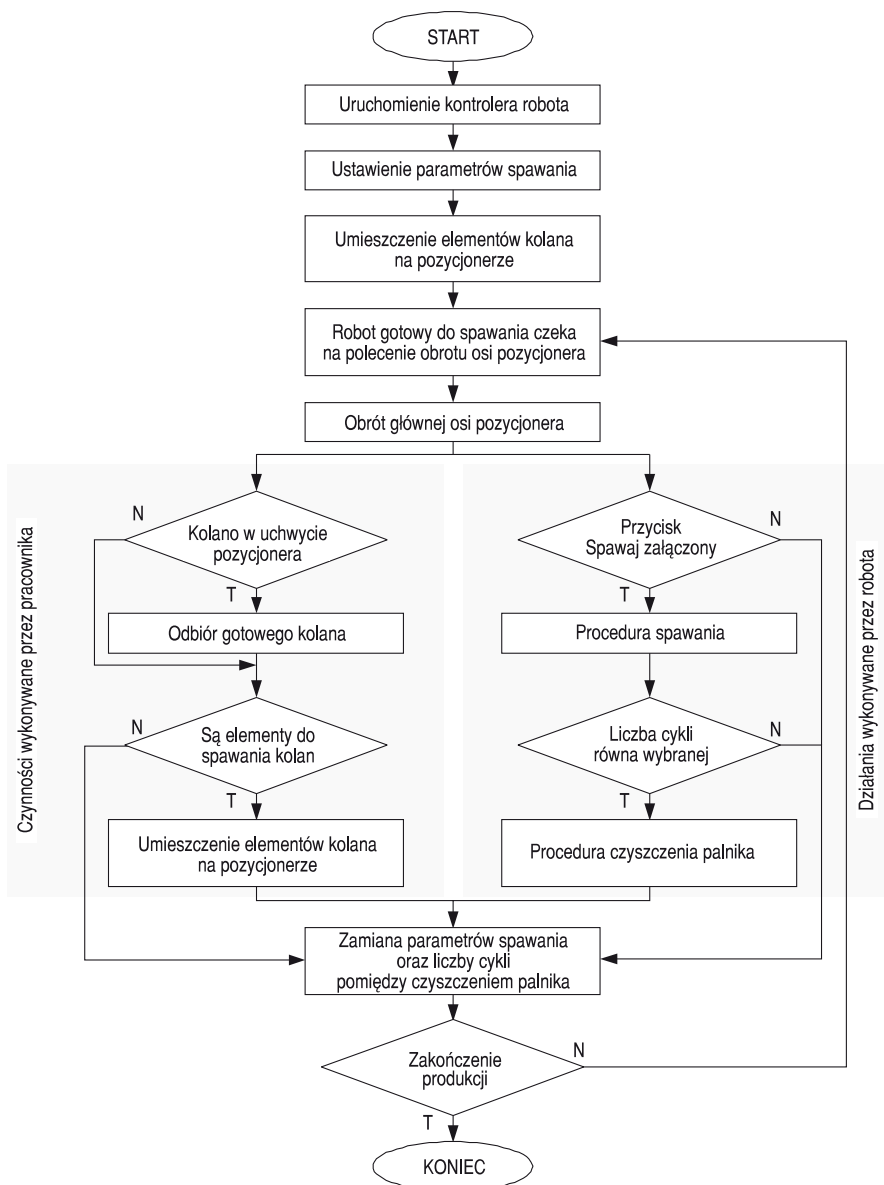 START
Uruchomienie kontrolera robota
Ustawienie parametrów spawania
Umieszczenie elementów kolana
na pozycjonerze
Robot gotowy do spawania czeka
na polecenie obrotu osi pozycjonera
Obrót głównej osi pozycjonera
Czynności wykonywane przez pracownika
N
Kolano w uchwycie
pozycjonera
T
Odbiór gotowego kolana
N
Są elementy do
spawania kolan
T
Umieszczenie elementów kolana
na pozycjonerze
Przycisk
Spawaj załączony
N
T
Procedura spawania
Liczba cykli
równa wybranej
N
T
Procedura czyszczenia palnika
Działania wykonywane przez robota
Zamiana parametrów spawania
oraz liczby cykli
pomiędzy czyszczeniem palnika
Zakończenie
produkcji
N
T
KONIEC